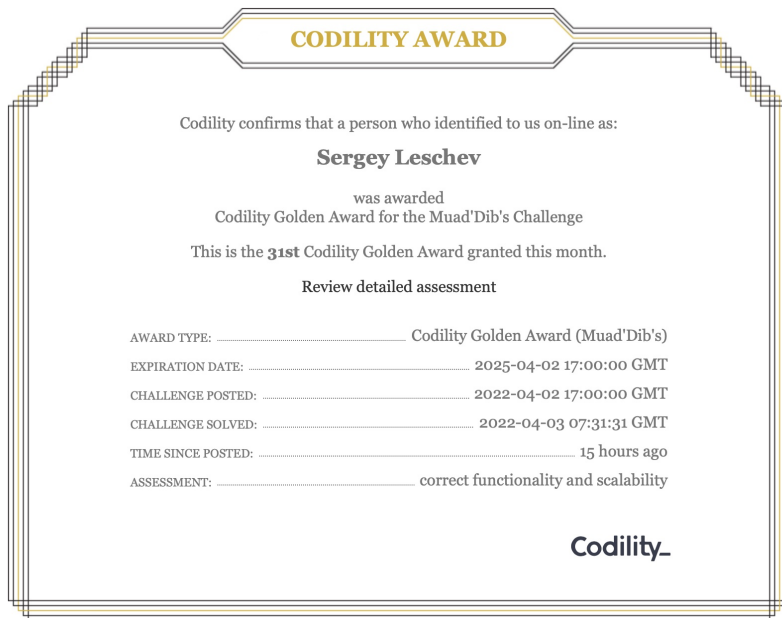 CODILITY AWARD
Codility confirms that a person who identified to us on-line as:
Sergey Leschev
was awarded
Codility Golden Award for the Muad'Dib's Challenge
This is the 31st Codility Golden Award granted this month.
Review detailed assessment
AWARD TYPE: Codility Golden Award (Muad'Dib's)
EXPIRATION DATE: 2025-04-02 17:00:00 GMT
CHALLENGE POSTED: 2022-04-02 17:00:00 GMT
CHALLENGE SOLVED: 2022-04-03 07:31:31 GMT
TIME SINCE POSTED: 15 hours ago
ASSESSMENT: correct functionality and scalability
Codility_